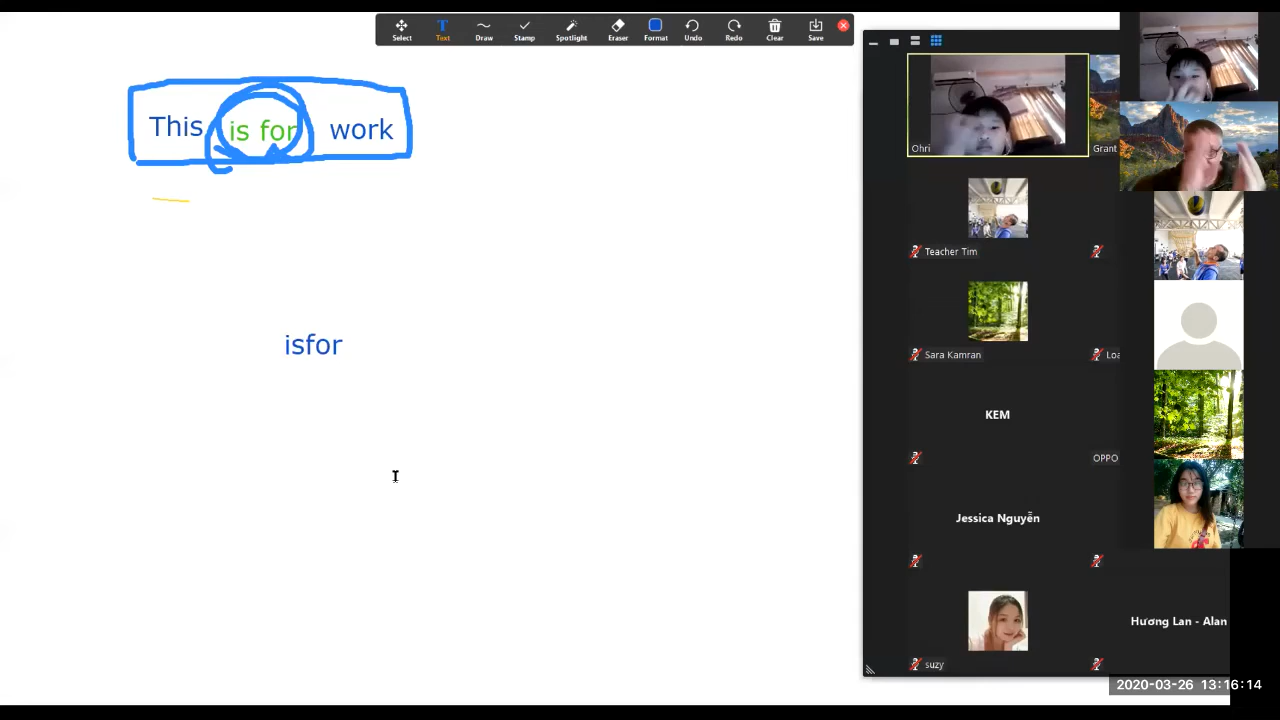 Select Text Draw Stamp Spotlight Eraser Format Undo Redo Clear Save
This is for work
isfor
Ohri
Grant
Teacher Tim
Sara Kamran
Loa
KEM
OPPO
Jessica Nguyễn
Hương Lan - Alan
suzy
2020-03-26 13:16:14